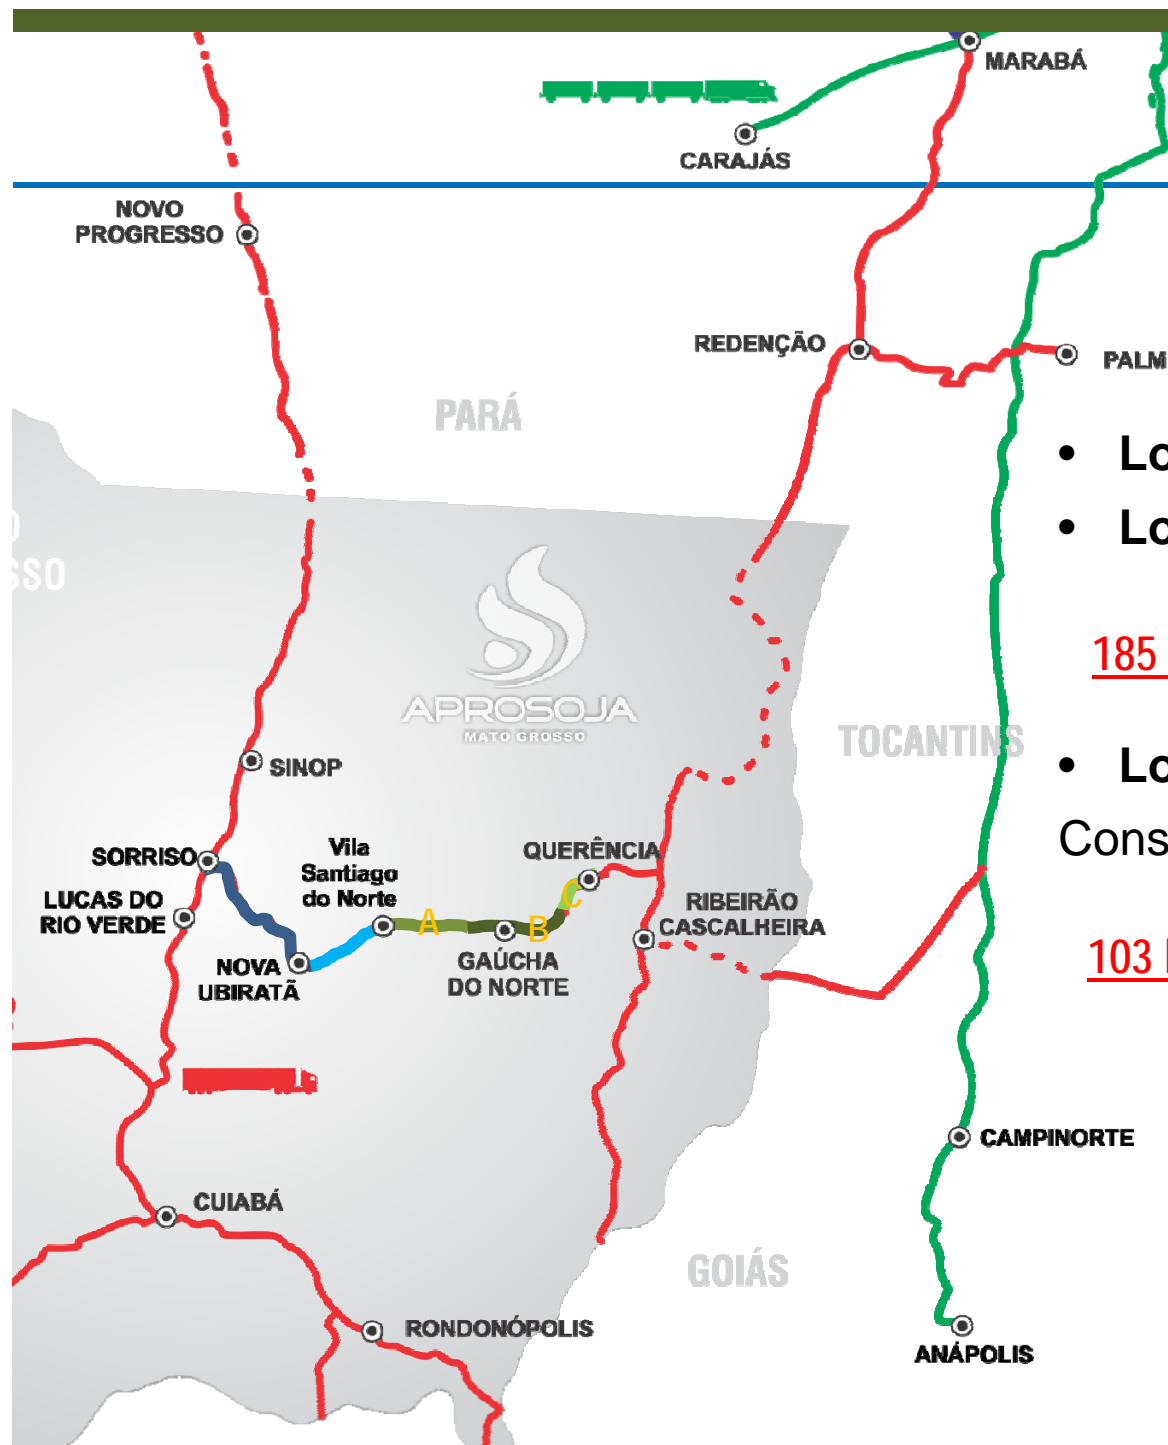 MARABÁ
CARAJÁS
NOVO
PROGRESSO
REDENÇÃO
PALM
PARÁ
• Lo
• Lo
O
SSO
185
APROSOJA
MATO GROSSO
TOCANTINS
• Lo
SINOP
Cons
SORRISO
Vila
Santiago
do Norte
QUERÊNCIA
LUCAS DO
RIO VERDE
A
B
C
RIBEIRÃO
CASCALHEIRA
NOVA
UBIRATÃ
GAÚCHA
DO NORTE
103
CAMPINORTE
CUIABÁ
GOIÁS
RONDONÓPOLIS
ANÁPOLIS